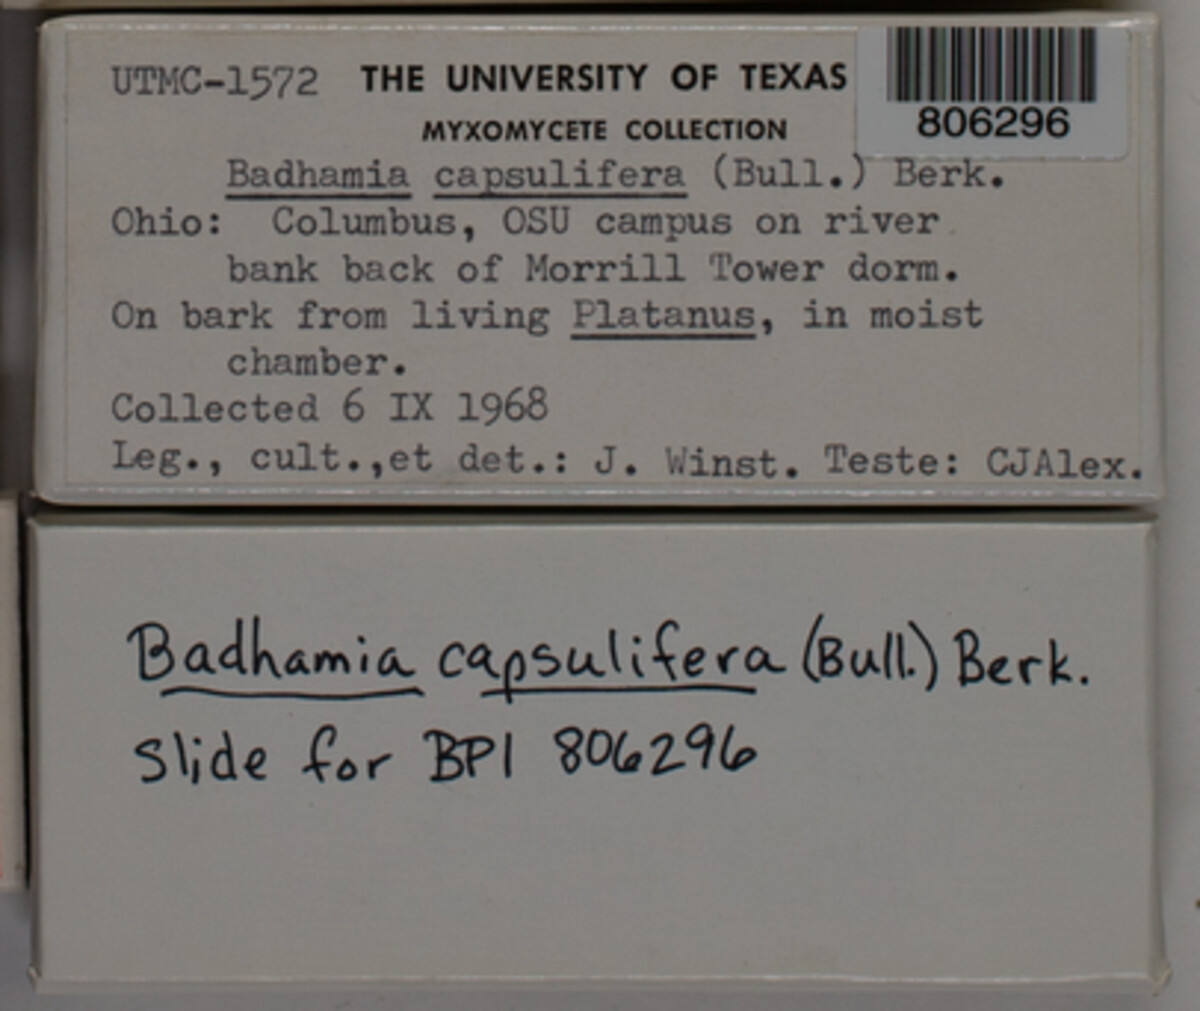 UTMC-1572 THE UNIVERSITY OF TEXAS
806296
MYXOMYCETE COLLECTION
Badhamia capsulifera (Bull.) Berk.
Ohio: Columbus, OSU campus on river
bank back of Morrill Tower dorm.
On bark from living Platanus, in moist
chamber.
Collected 6 IX 1968
Leg., cult.,et det.: J. Winst. Teste: CJAlex.
Badhamia capsulifera (Bull.) Berk.
Slide for BPI 806296